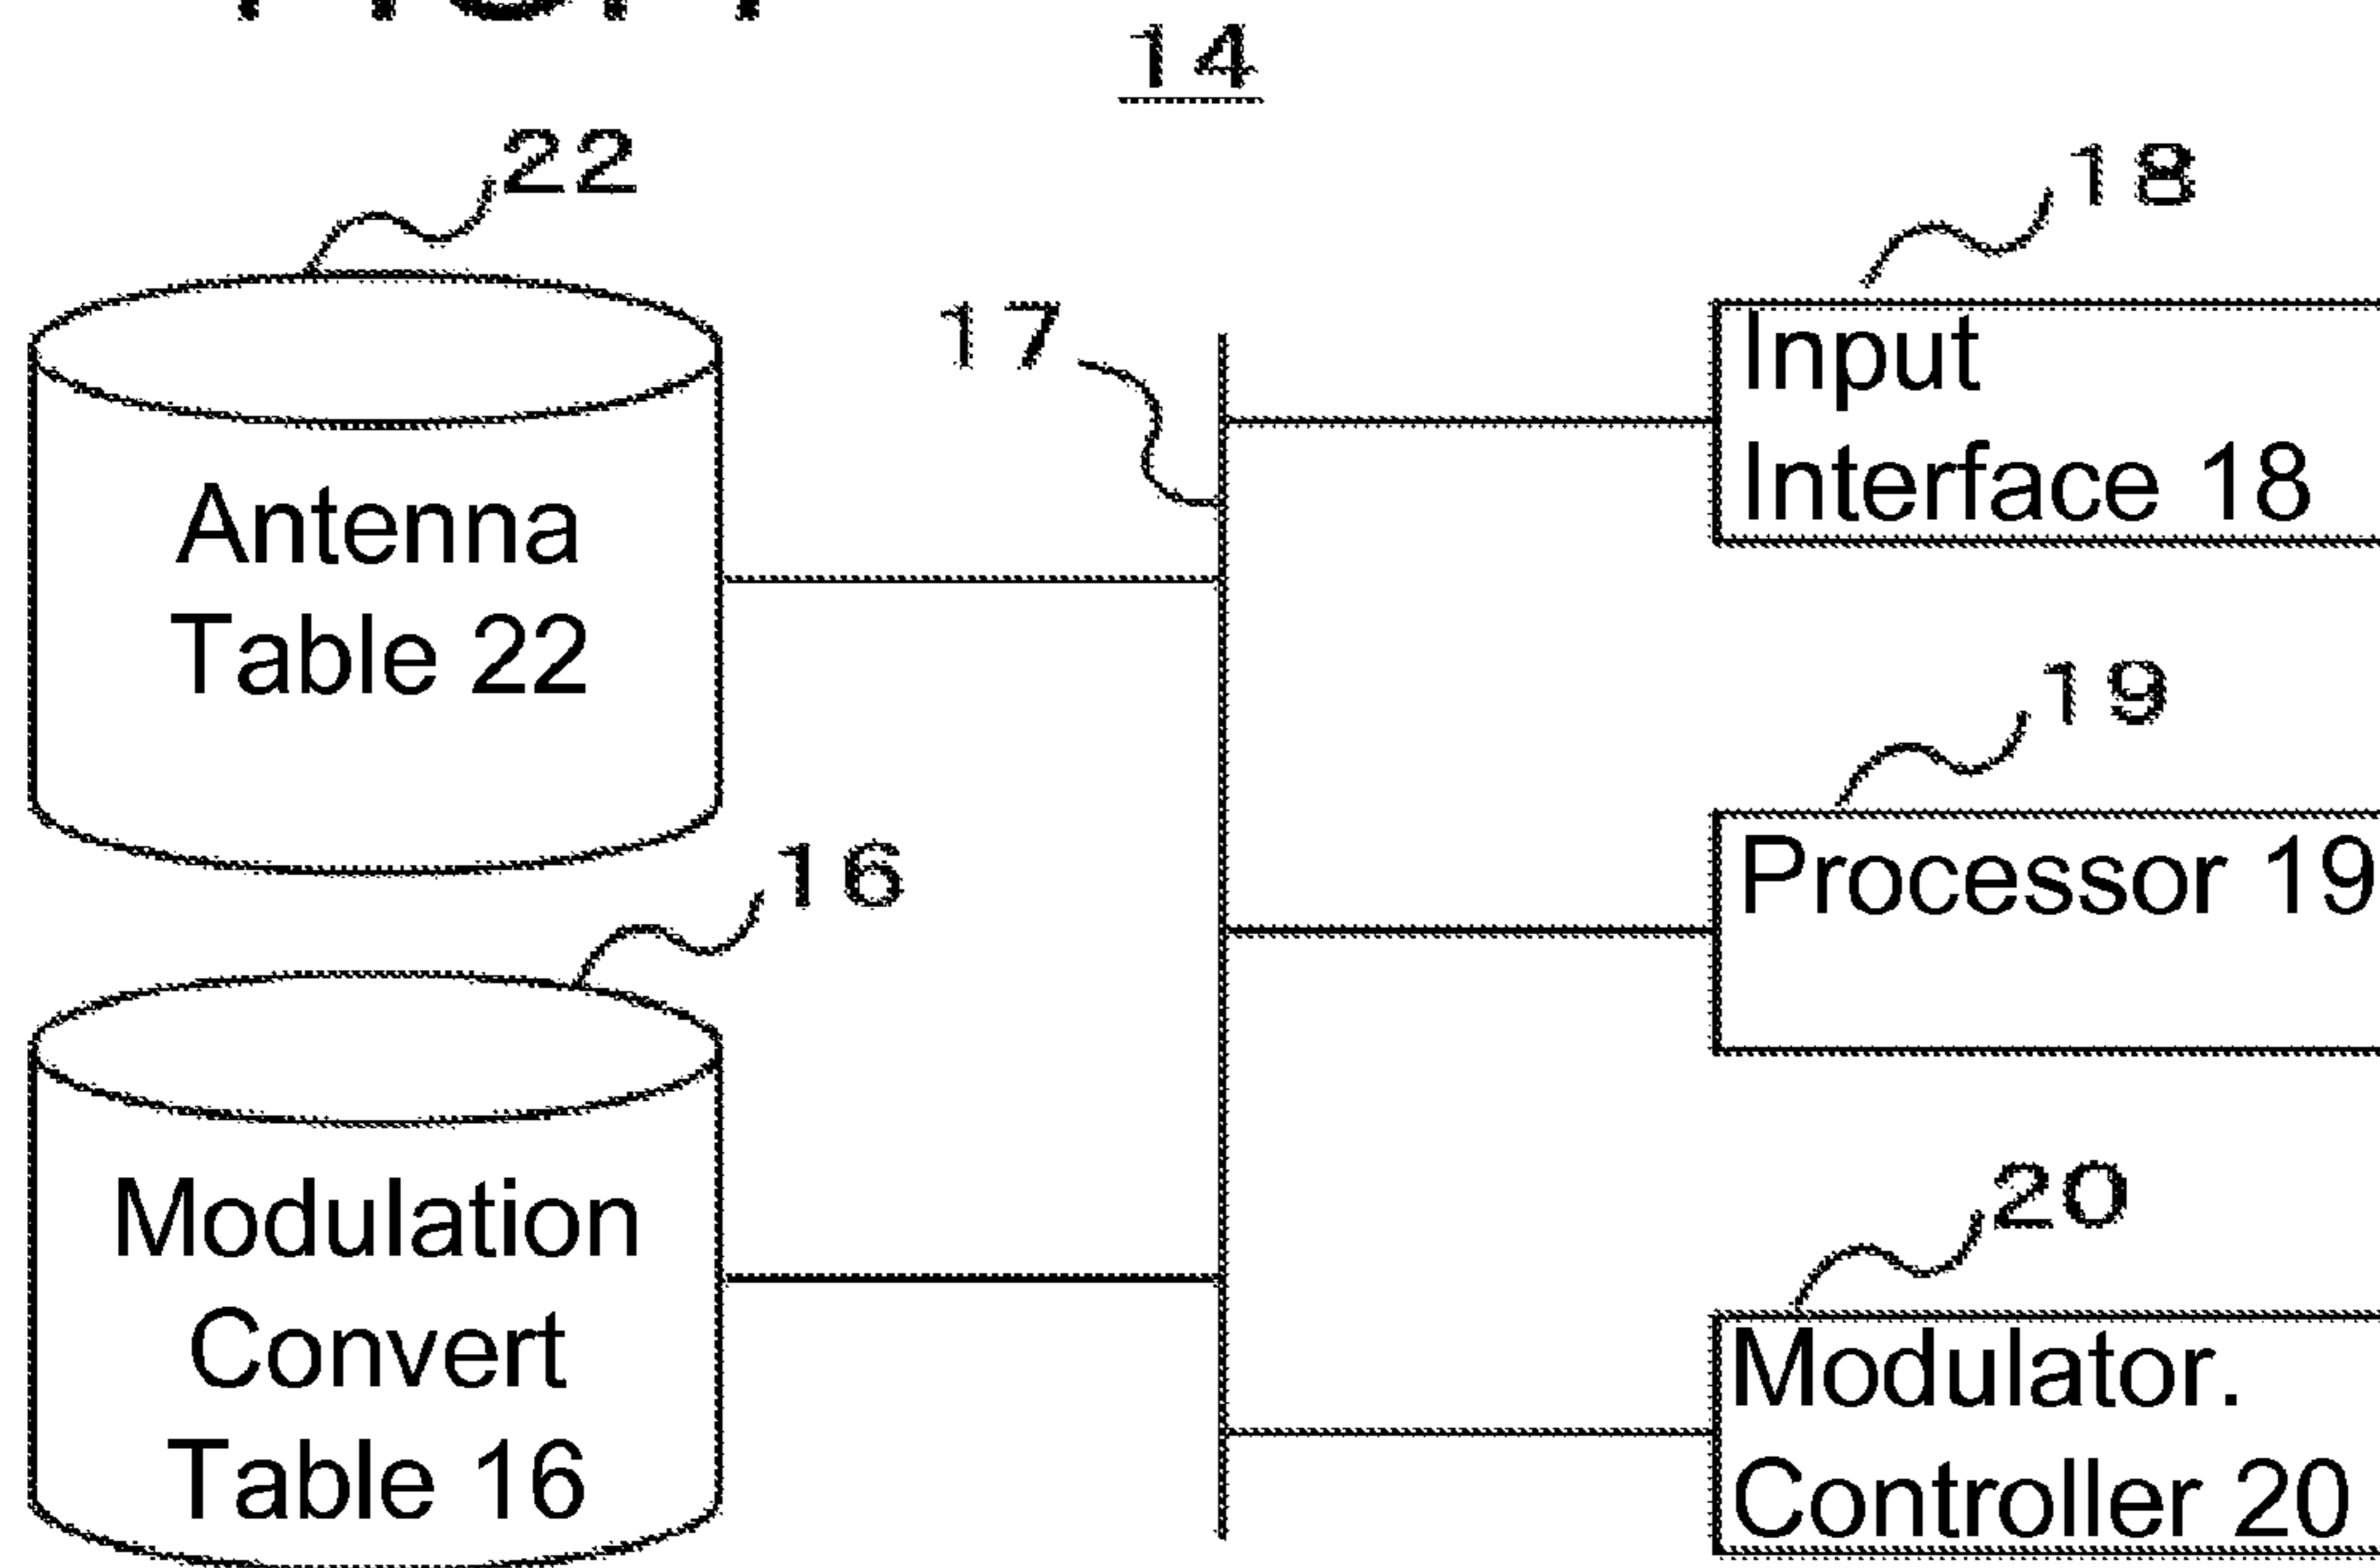 14
22
18
17
Input
Interface 18
Antenna
Table 22
19
16
Processor 19
20
Modulation
Convert
Table 16
Modulator.
Controller 20